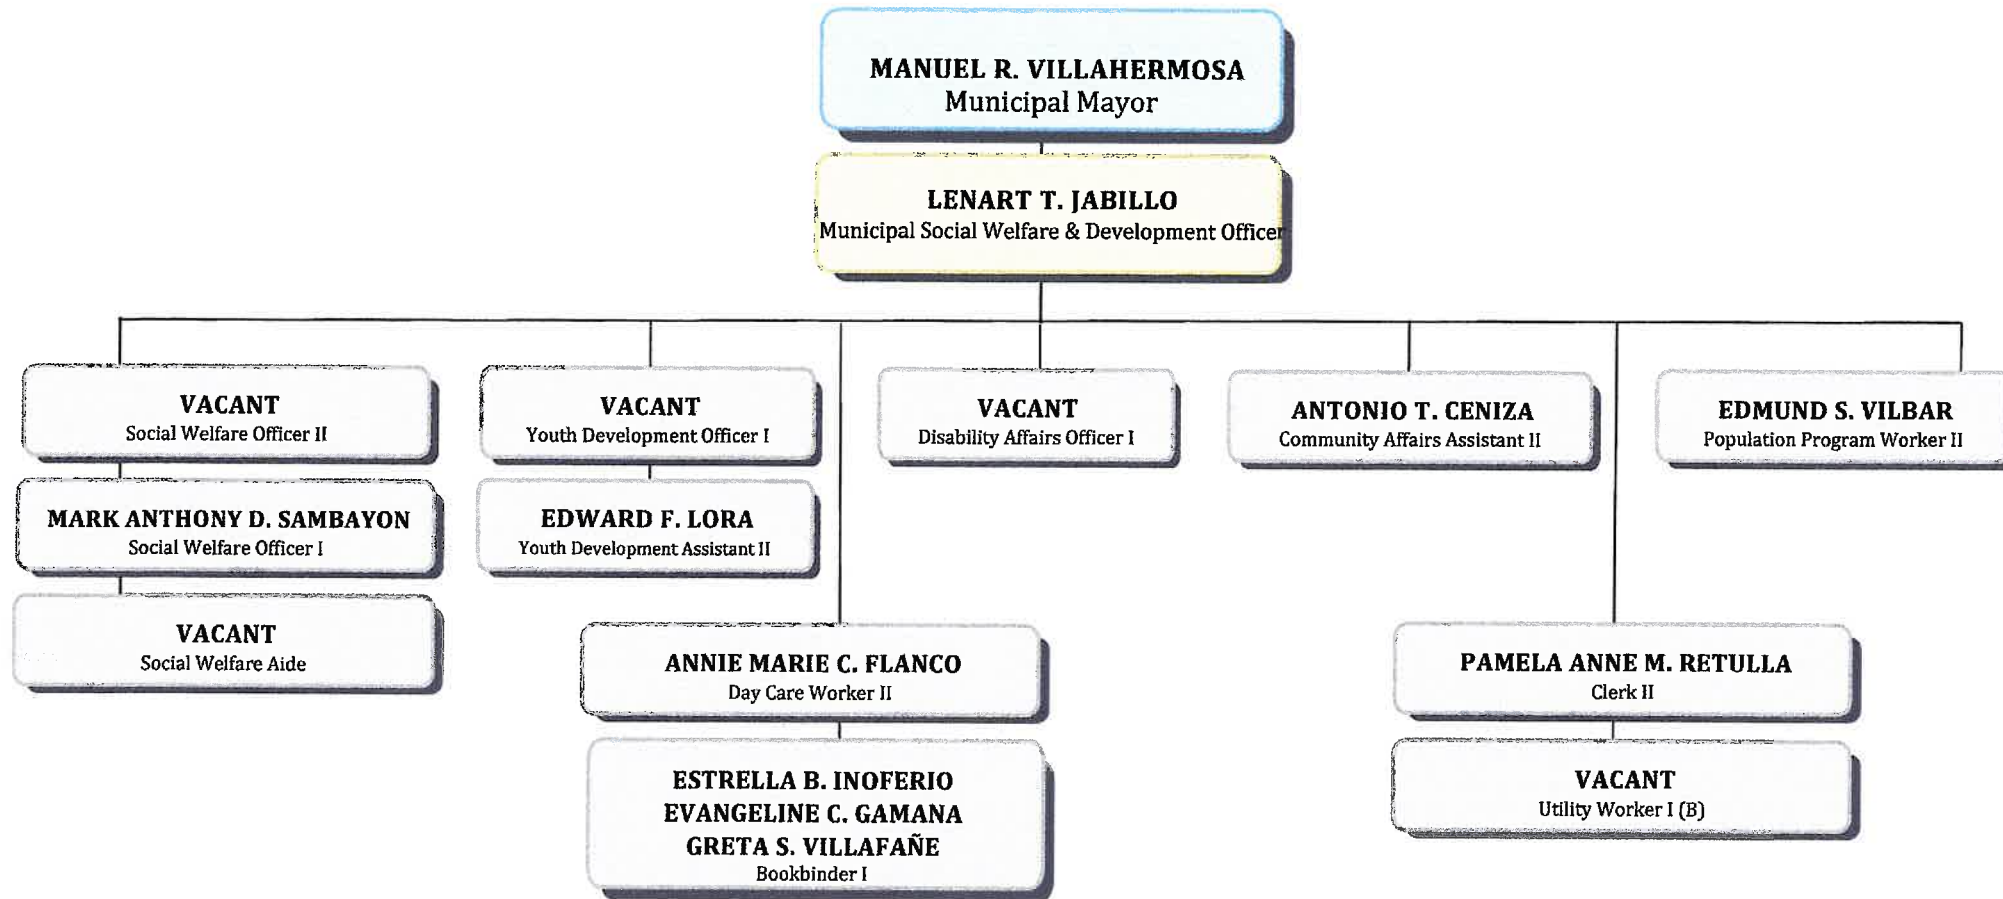 MANUEL R. VILLAHERMOSA
Municipal Mayor
LENART T. JABILLO
Municipal Social Welfare & Development Officer
VACANT
Social Welfare Officer II
VACANT
Youth Development Officer I
VACANT
Disability Affairs Officer I
ANTONIO T. CENIZA
Community Affairs Assistant II
EDMUND S. VILBAR
Population Program Worker II
MARK ANTHONY D. SAMBAYON
Social Welfare Officer I
EDWARD F. LORA
Youth Development Assistant II
VACANT
Social Welfare Aide
ANNIE MARIE C. FLANCO
Day Care Worker II
PAMELA ANNE M. RETULLA
Clerk II
ESTRELLA B. INOFERIO
EVANGELINE C. GAMANA
GRETA S. VILLAFAÑE
Bookbinder I
VACANT
Utility Worker I (B)